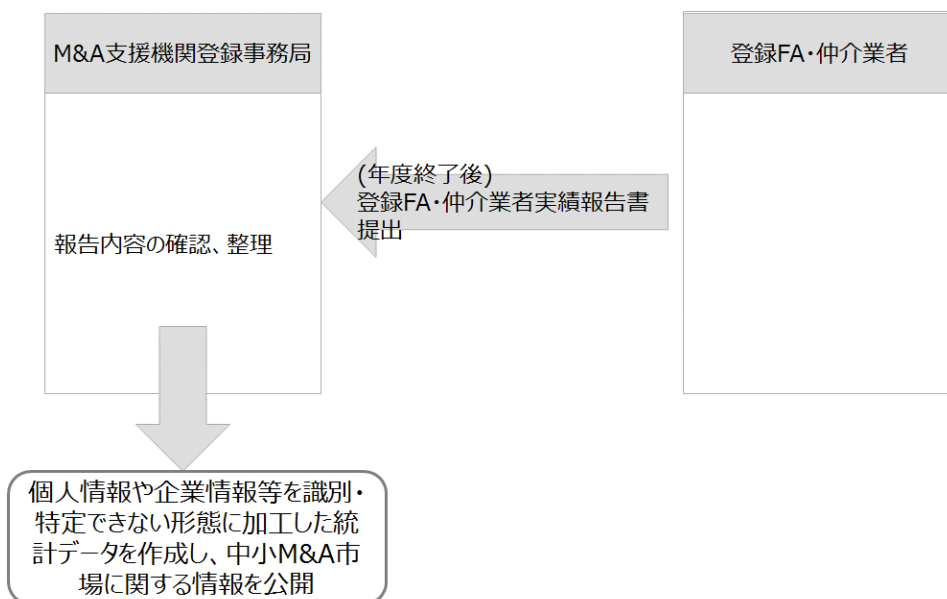 M&A支援機関登録事務局
登録FA・仲介業者
(年度終了後)
登録FA・仲介業者実績報告書
提出
報告内容の確認、整理
個人情報や企業情報等を識別・
特定できない形態に加工した統
計データを作成し、中小M&A市
場に関する情報を公開